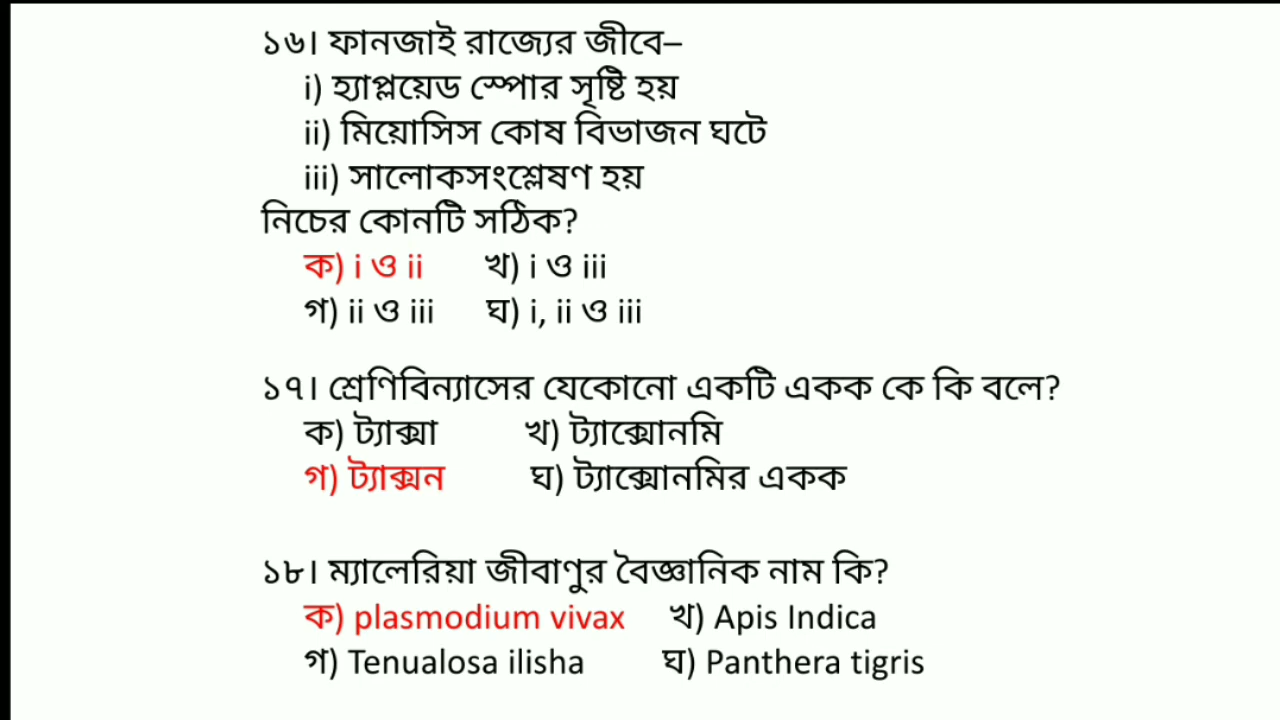 ১৬। ফানজাই রাজ্যের জীবে–
i) হ্যাপ্লয়েড স্পোর সৃষ্টি হয়
ii) মিয়োসিস কোষ বিভাজন ঘটে
iii) সালোকসংশ্লেষণ হয়
নিচের কোনটি সঠিক?
ক) i ও ii খ) i ও iii
গ) ii ও iii ঘ) i, ii ও iii
১৭। শ্রেণিবিন্যাসের যেকোনো একটি একক কে কি বলে?
ক) ট্যাক্সা খ) ট্যাক্সোনমি
গ) ট্যাক্সন ঘ) ট্যাক্সোনমির একক
১৮। ম্যালেরিয়া জীবাণুর বৈজ্ঞানিক নাম কি?
ক) plasmodium vivax খ) Apis Indica
গ) Tenualosa ilisha ঘ) Panthera tigris